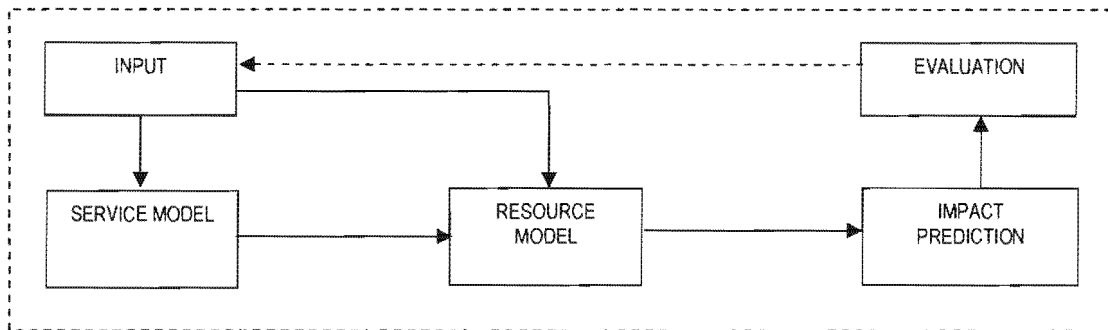 INPUT
EVALUATION
SERVICE MODEL
RESOURCE
MODEL
IMPACT
PREDICTION